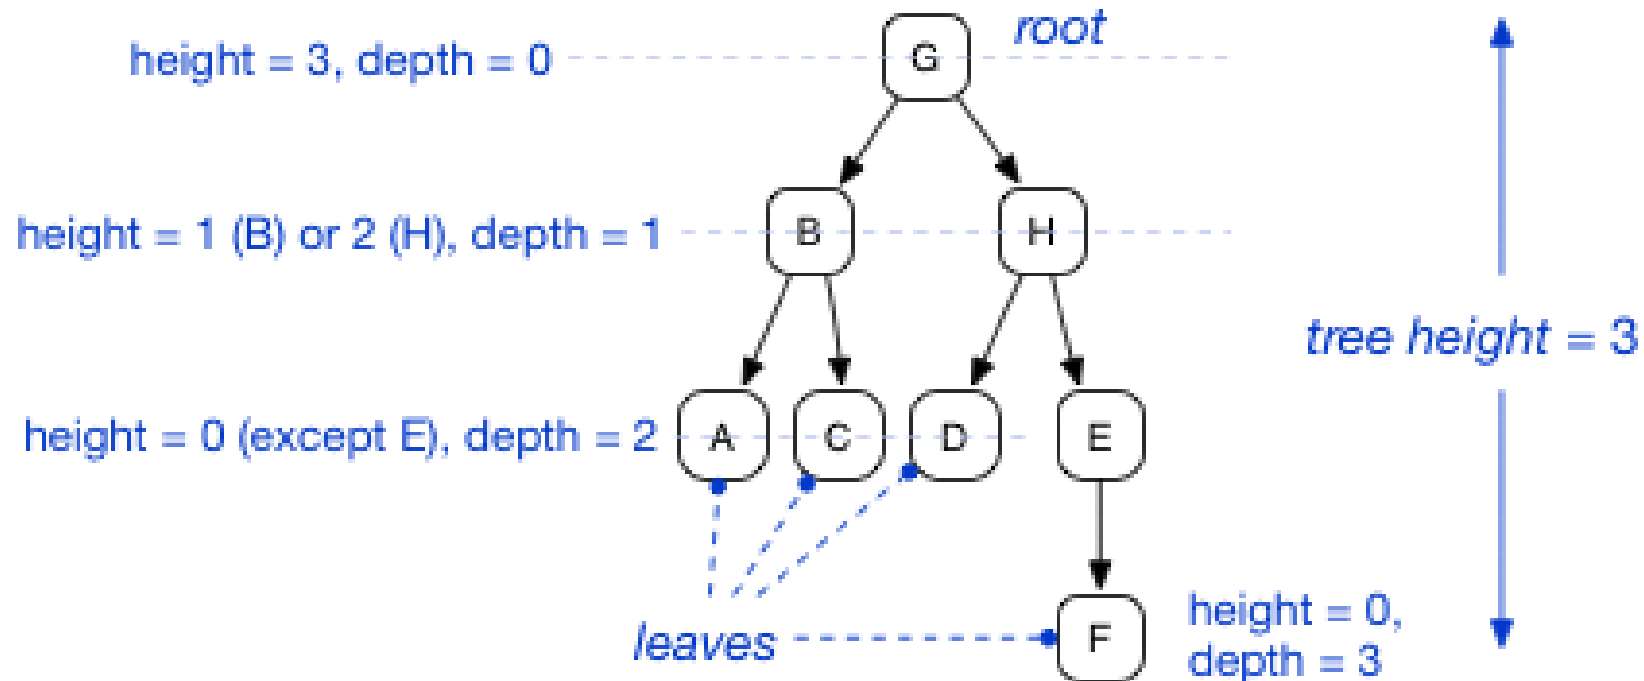 root
height = 3, depth = 0
G
height = 1 (B) or 2 (H), depth = 1
B
H
tree height = 3
height = 0 (except E), depth = 2
A
C
D
E
leaves
F
height = 0,
depth = 3